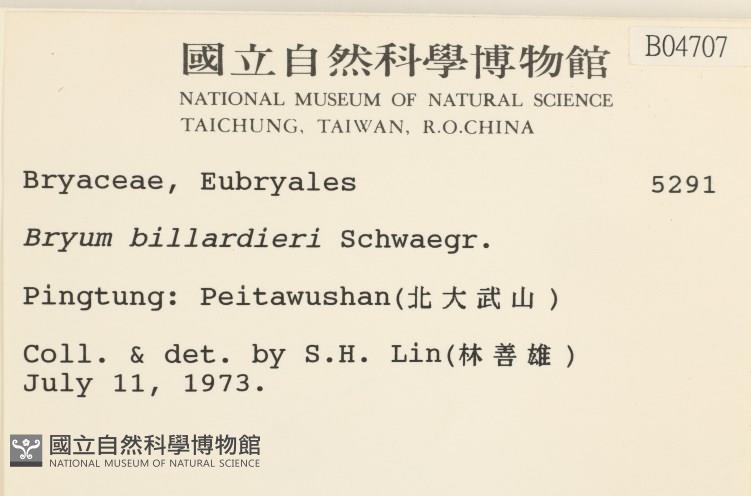 國立自然科學博物館
B04707
NATIONAL MUSEUM OF NATURAL SCIENCE
TAICHUNG, TAIWAN, R.O.CHINA
Bryaceae, Eubryales 5291
Bryum billardieri Schwaegr.
Pingtung: Peitawushan(北大武山)
Coll. & det. by S.H. Lin(林善雄)
July 11, 1973.
國立自然科學博物館
NATIONAL MUSEUM OF NATURAL SCIENCE